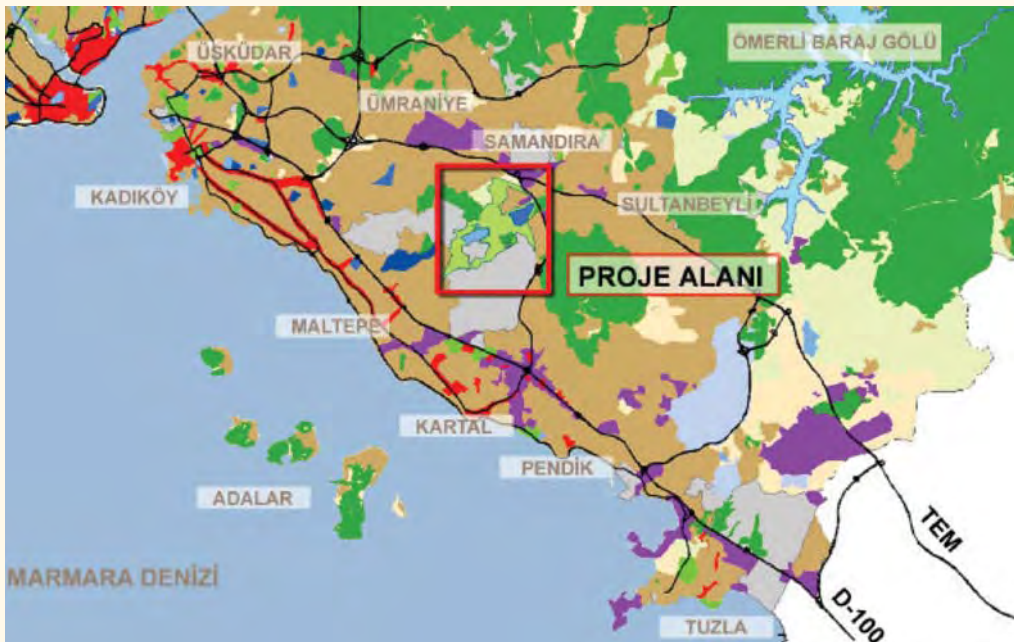 ÜSKÜDAR
ÖMERLİ BARAJ GÖLÜ
ÜMRANİYE
SAMANDIRA
KADIKÖY
SULTANBEYLİ
PROJE ALANI
MALTEPE
KARTAL
PENDİK
ADALAR
TEM
MARMARA DENİZİ
D-100
TUZLA